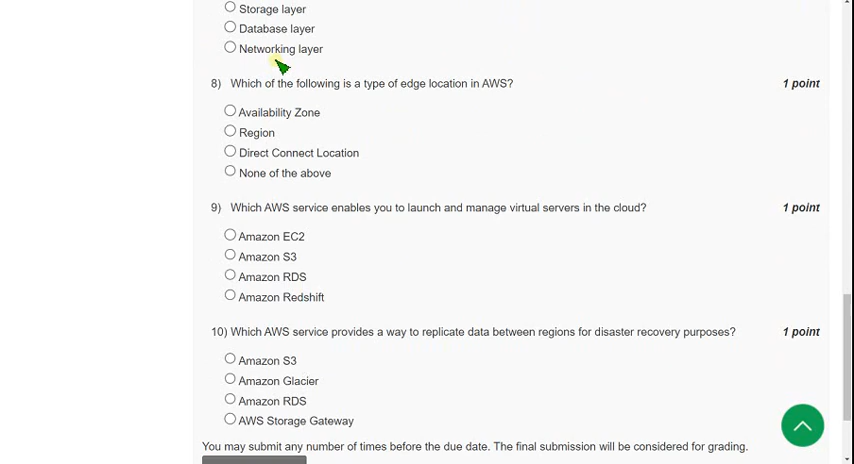 Storage layer
Database layer
Networking layer
8) Which of the following is a type of edge location in AWS? 1 point
Availability Zone
Region
Direct Connect Location
None of the above
9) Which AWS service enables you to launch and manage virtual servers in the cloud? 1 point
Amazon EC2
Amazon S3
Amazon RDS
Amazon Redshift
10) Which AWS service provides a way to replicate data between regions for disaster recovery purposes? 1 point
Amazon S3
Amazon Glacier
Amazon RDS
AWS Storage Gateway
You may submit any number of times before the due date. The final submission will be considered for grading.